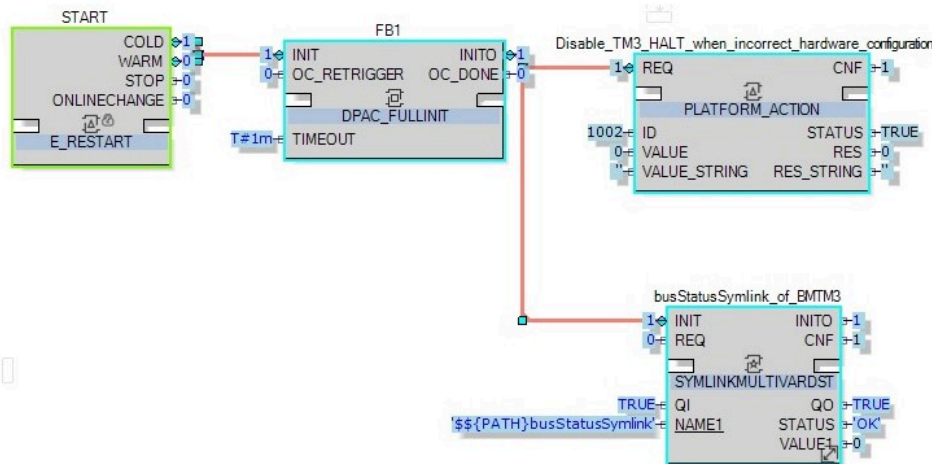 START
COLD 1
WARM 0
STOP 0
ONLINECHANGE 0
E_RESTART
FB1
1 INIT INITO 1
0 OC_RETRIGGER OC_DONE 0
DPAC_FULLINIT
T#1m TIMEOUT
Disable_TM3_HALT_when_incorrect_hardware_configuration
1 REQ CNF 1
PLATFORM_ACTION
1002 ID STATUS TRUE
0 VALUE RES 0
'' VALUE_STRING RES_STRING ''
busStatusSymlink_of_BMTM3
1 INIT INITO 1
0 REQ CNF 1
SYMLINKMULTIVARDST
TRUE QI QO TRUE
'$${PATH}busStatusSymlink' NAME1 STATUS 'OK'
VALUE1 0